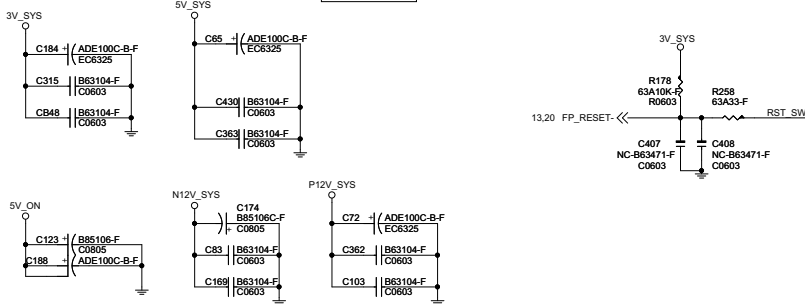 3V_SYS
C184 + ADE100C-B-F
EC6325
C315 B63104-F
C0603
CB48 B63104-F
C0603
5V_SYS
C65 + ADE100C-B-F
EC6325
C430 B63104-F
C0603
C363 B63104-F
C0603
3V_SYS
R178
63A10K-F
R0603
R258
63A33-F
13,20 FP_RESET-
RST_SW
C407
NC-B63471-F
C0603
C408
NC-B63471-F
C0603
5V_ON
C123 + B85106-F
C0805
C188 + ADE100C-B-F
N12V_SYS
C174
B85106C-F
+ C0805
C83 B63104-F
C0603
C169 B63104-F
C0603
P12V_SYS
C72 + ADE100C-B-F
EC6325
C362 B63104-F
C0603
C103 B63104-F
C0603